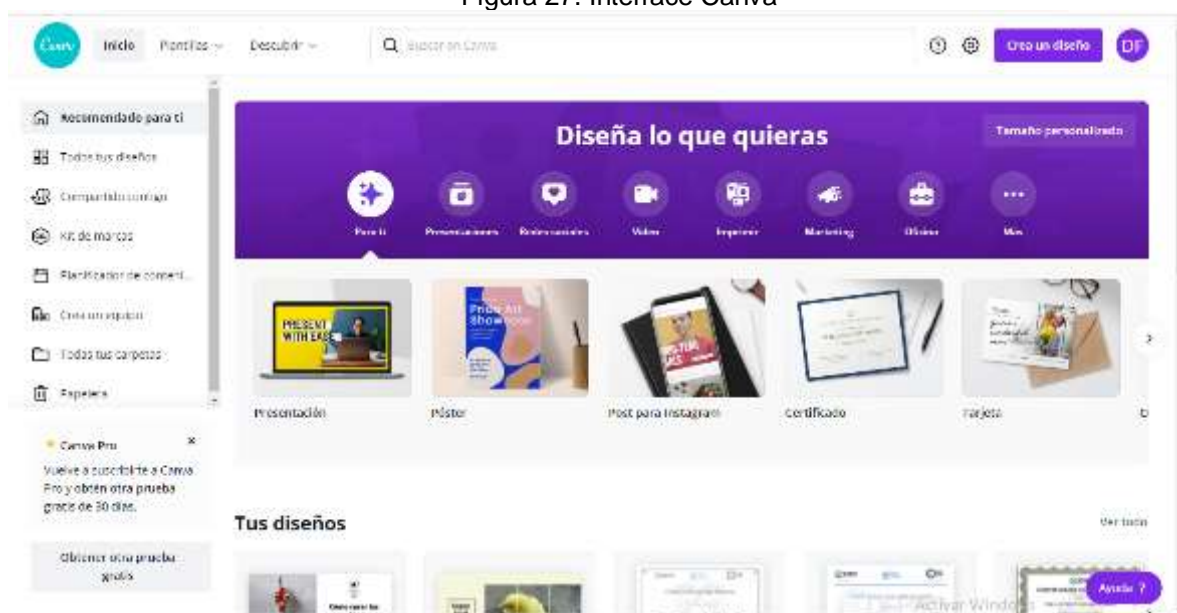 Figura 27. Interface Canva
Canva
Inicio
Plantillas
Descubrir
Buscar en Canva
Crea un diseño
DF
Recomendado para ti
Todos tus diseños
Compartido contigo
Kit de marcas
Planificador de conteni...
Crea un equipo
Todas tus carpetas
Papelera
Canva Pro
Vuelve a suscribirte a Canva
Pro y obtén otra prueba
gratis de 30 días.
Obtener otra prueba
gratis
Diseña lo que quieras
Tamaño personalizado
Para ti
Presentaciones
Redes sociales
Video
Imprimir
Marketing
Oficina
Más
PRESENT
WITH EASE
Presentación
Póster
Post para Instagram
Certificado
Tarjeta
Tus diseños
Ver todo
Ayuda ?
Activar Windows